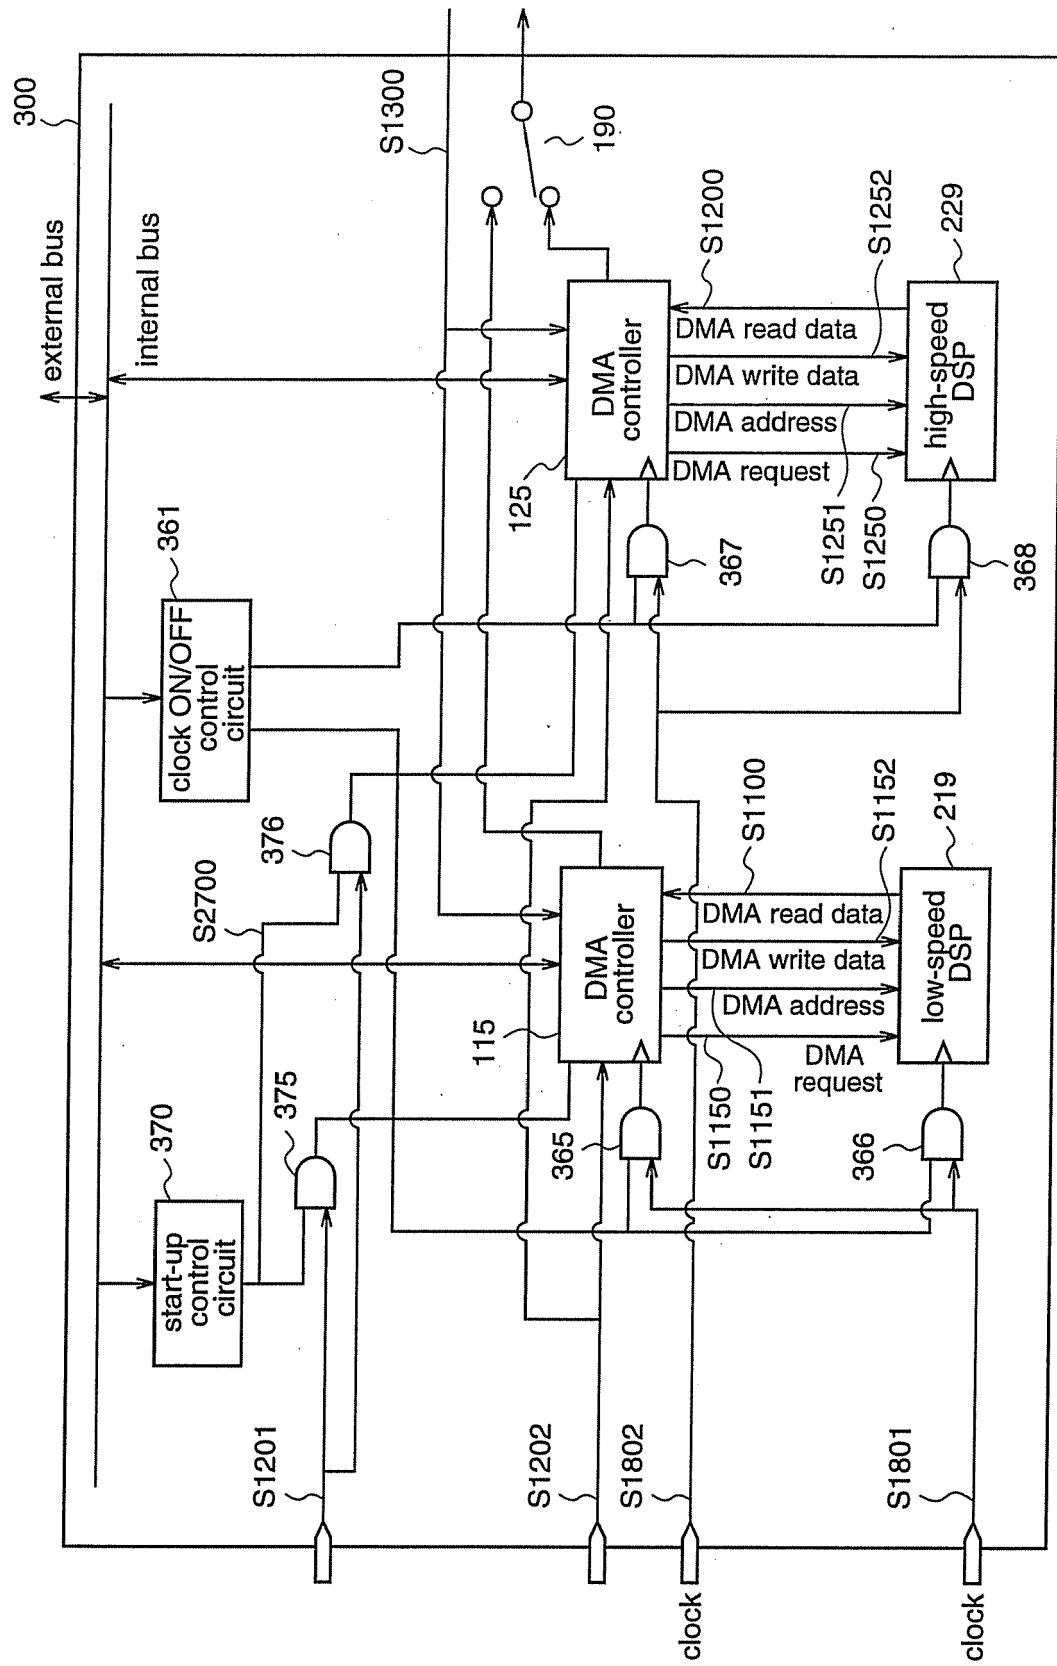 300
external bus
internal bus
S1300
190
361
clock ON/OFF
control
circuit
370
start-up
control
circuit
S2700
376
375
125
DMA
controller
367
DMA read data
S1200
DMA write data
S1252
DMA address
DMA request
S1251
S1250
229
high-speed
DSP
368
115
DMA
controller
365
DMA read data
S1100
DMA write data
S1152
DMA address
DMA
request
S1150
S1151
219
low-speed
DSP
366
S1201
S1202
S1802
clock
S1801
clock